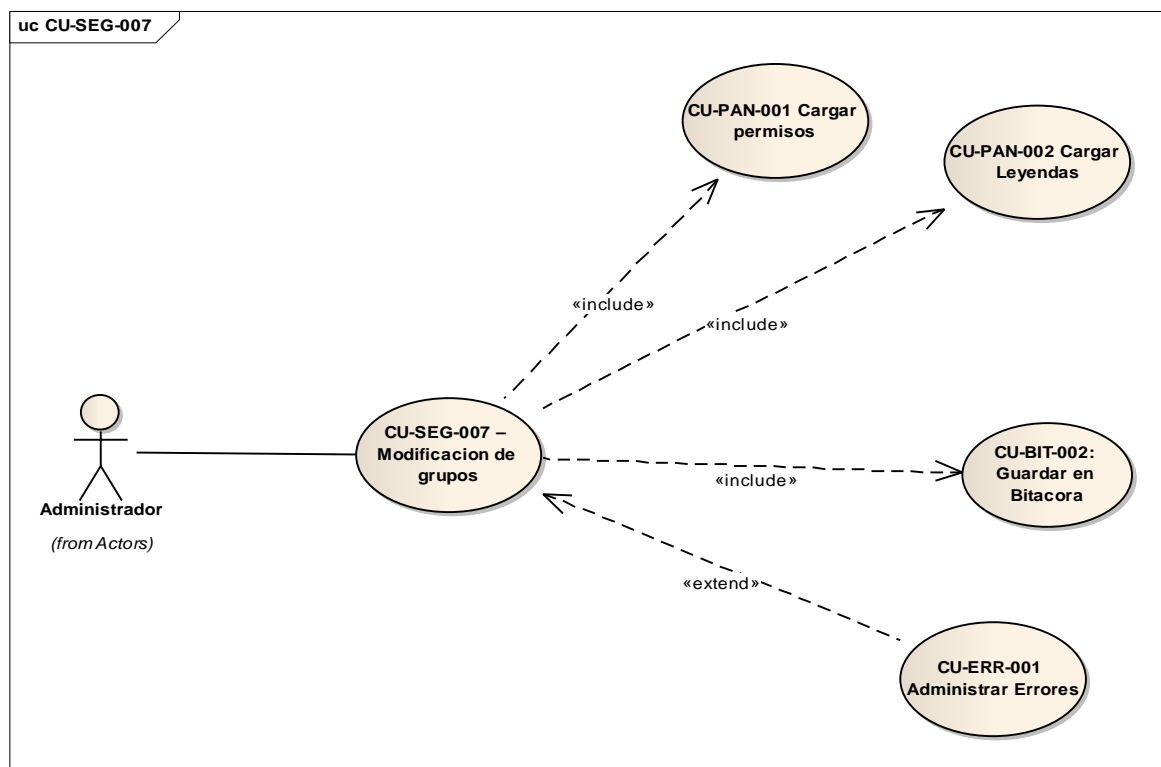 uc CU-SEG-007
CU-PAN-001 Cargar
permisos
CU-PAN-002 Cargar
Leyendas
«include»
«include»
CU-SEG-007 –
Modificacion de
grupos
CU-BIT-002:
Guardar en
Bitacora
«include»
Administrador
(from Actors)
«extend»
CU-ERR-001
Administrar Errores